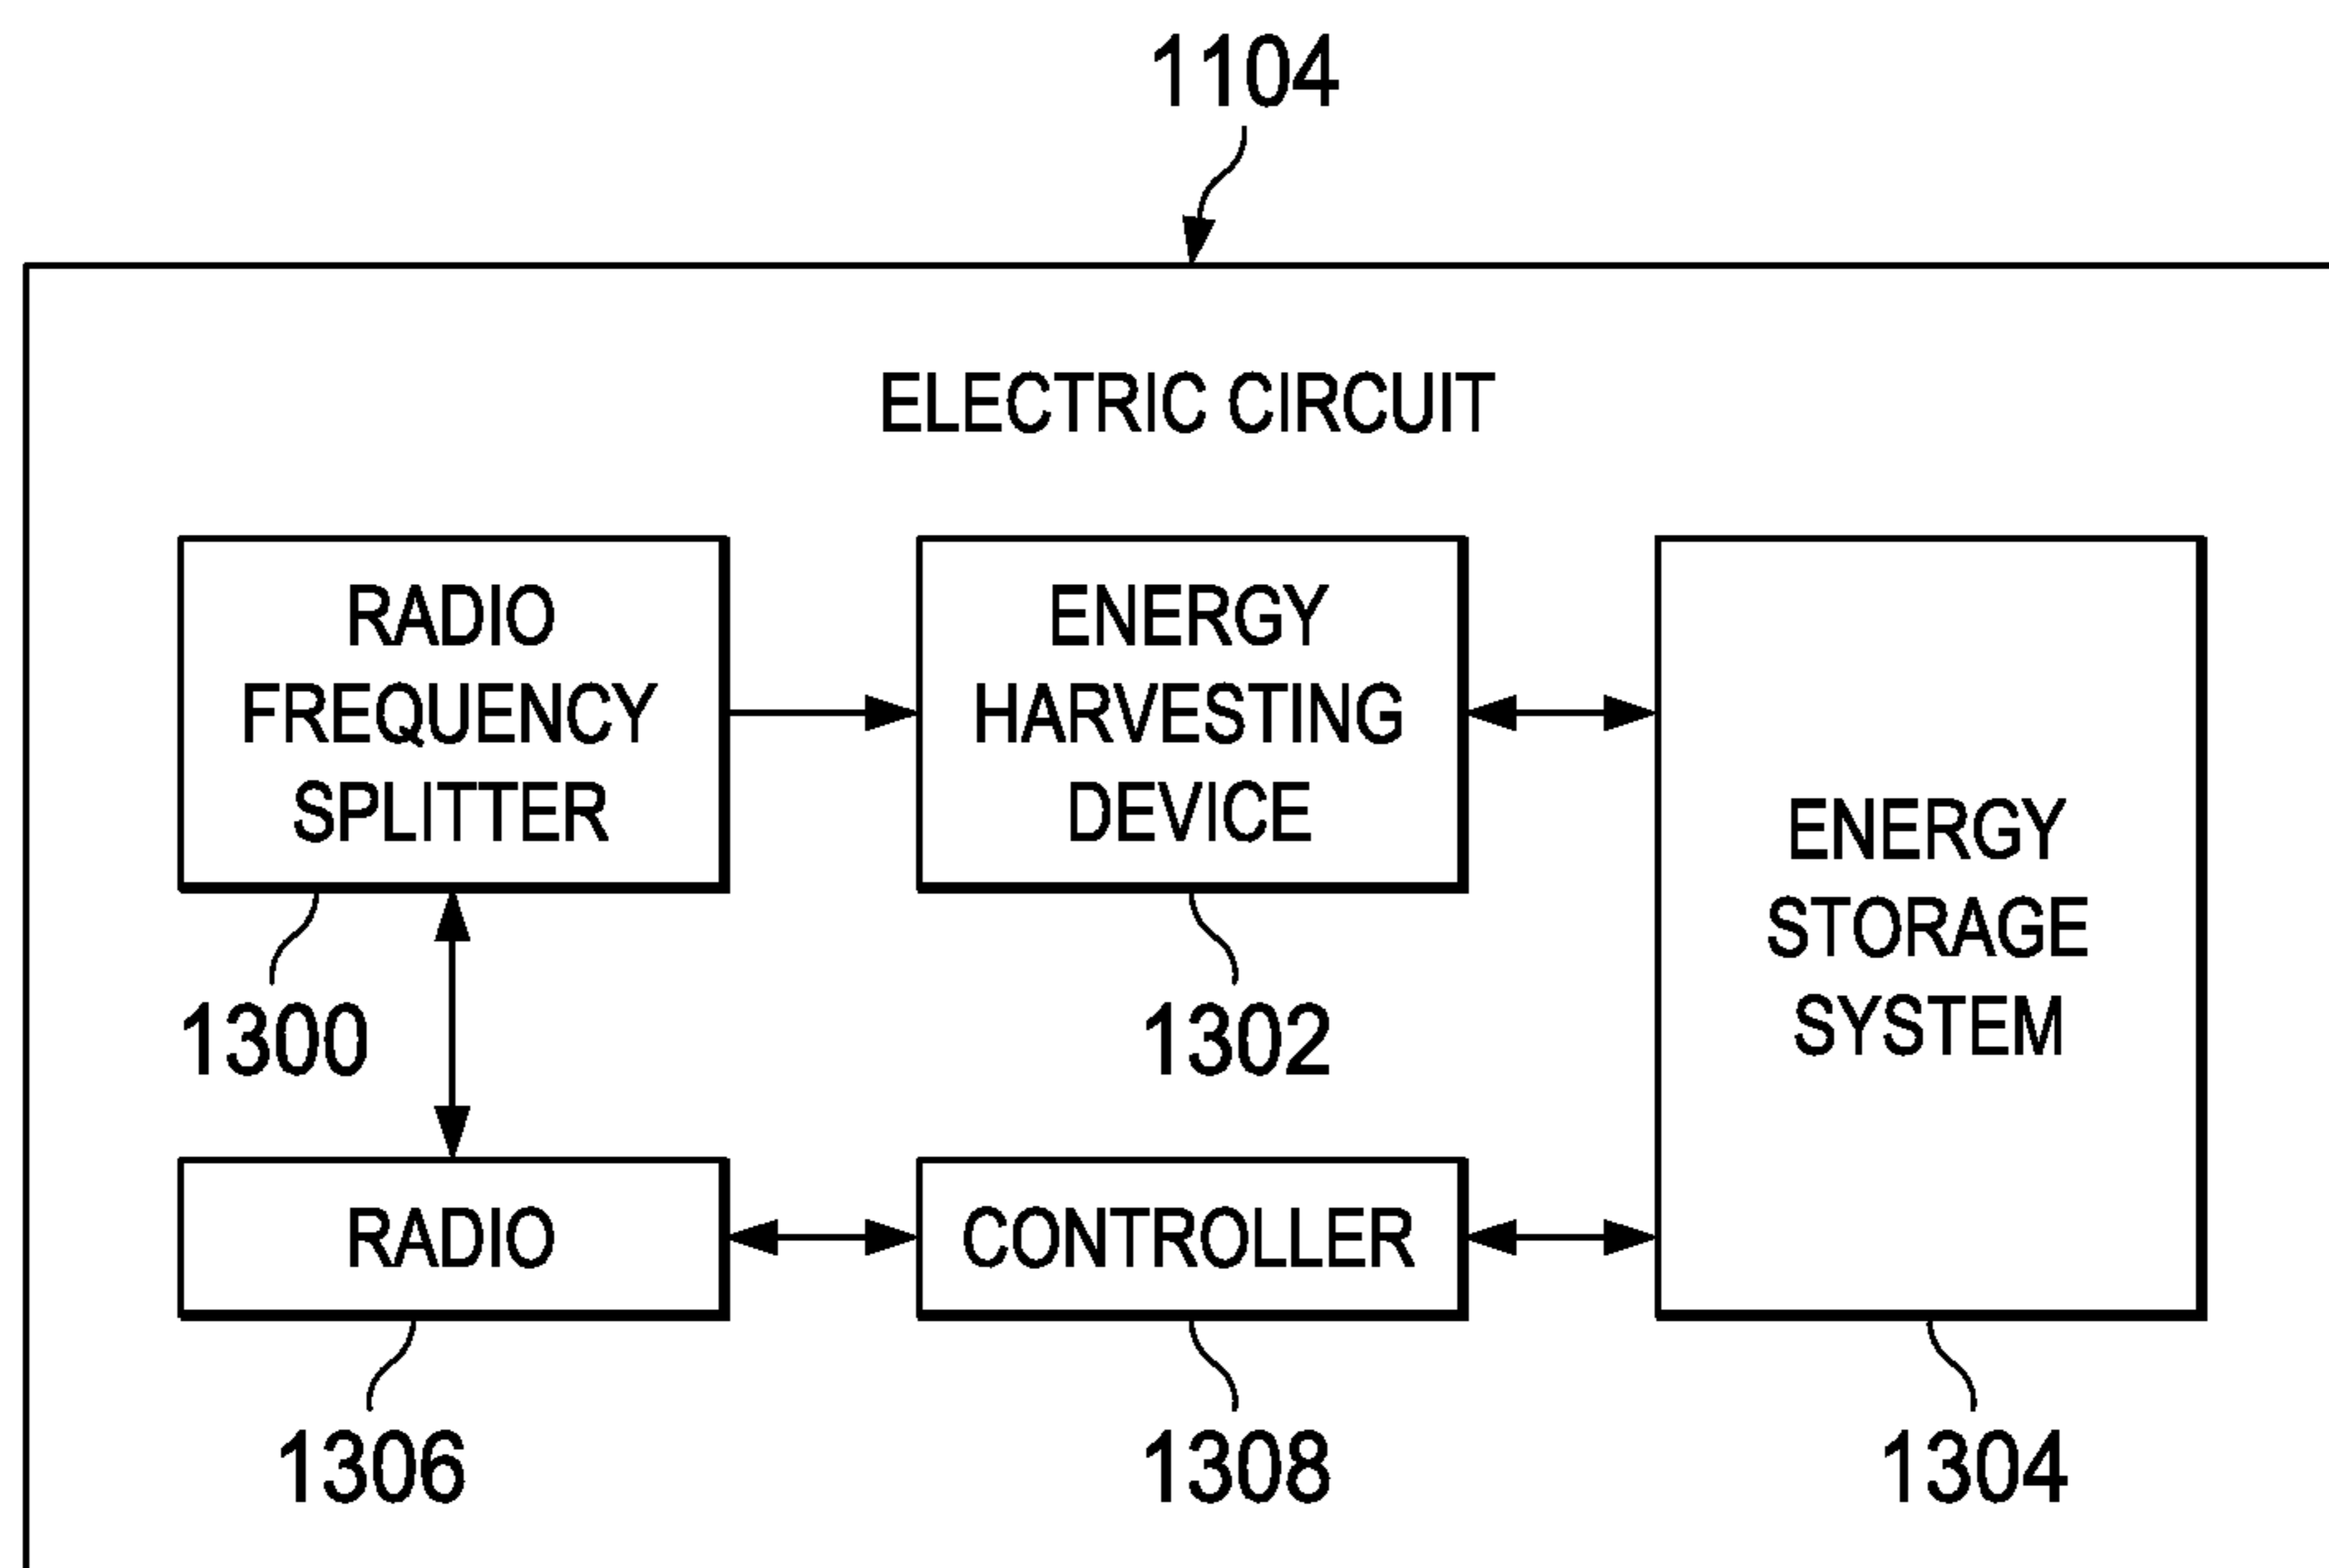 1104
ELECTRIC CIRCUIT
RADIO
FREQUENCY
SPLITTER
ENERGY
HARVESTING
DEVICE
ENERGY
STORAGE
SYSTEM
1300
1302
RADIO
CONTROLLER
1306
1308
1304